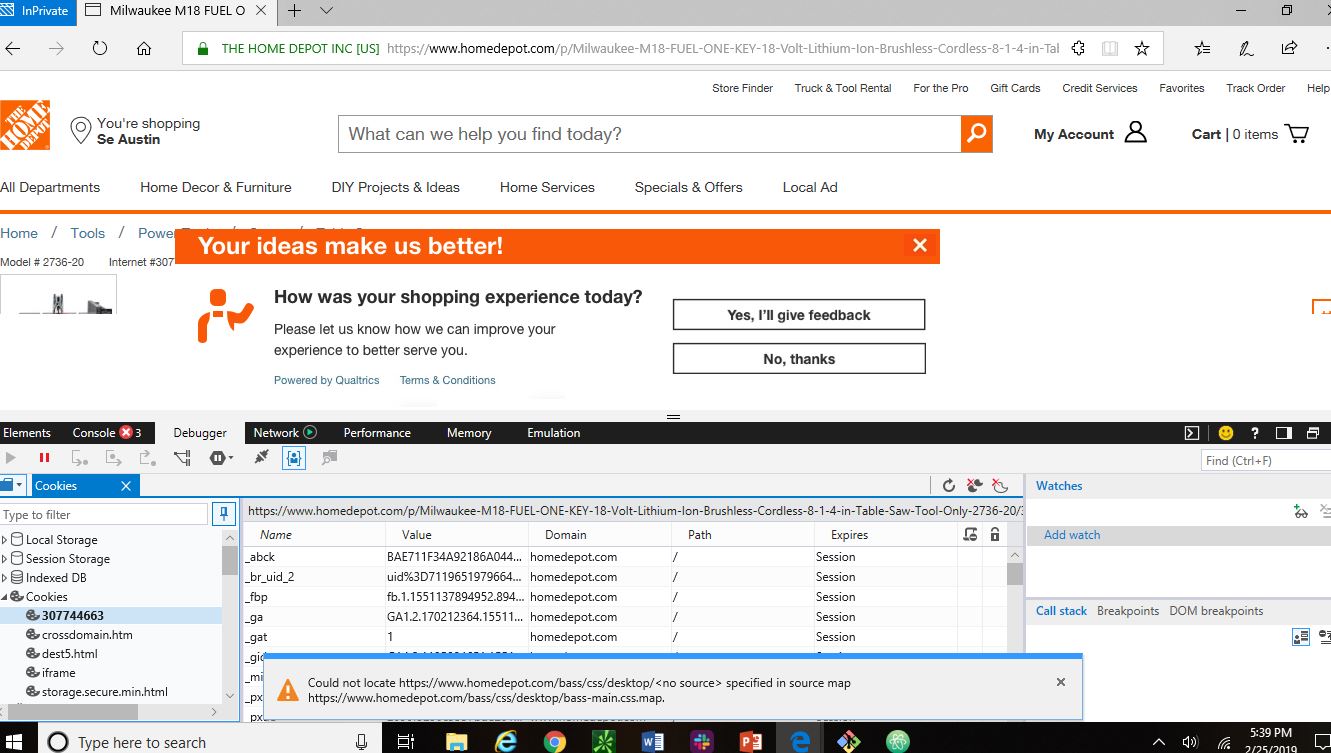 InPrivate
Milwaukee M18 FUEL O
THE HOME DEPOT INC [US] https://www.homedepot.com/p/Milwaukee-M18-FUEL-ONE-KEY-18-Volt-Lithium-Ion-Brushless-Cordless-8-1-4-in-Tal
Store Finder Truck & Tool Rental For the Pro Gift Cards Credit Services Favorites Track Order Help
THE HOME DEPOT
You're shopping
Se Austin
What can we help you find today?
My Account
Cart | 0 items
All Departments Home Decor & Furniture DIY Projects & Ideas Home Services Specials & Offers Local Ad
Home / Tools / Power
Model # 2736-20 Internet #307
Your ideas make us better!
How was your shopping experience today?
Please let us know how we can improve your
experience to better serve you.
Powered by Qualtrics Terms & Conditions
Yes, I'll give feedback
No, thanks
Elements Console 3 Debugger Network Performance Memory Emulation
Find (Ctrl+F)
Cookies
Type to filter
Local Storage
Session Storage
Indexed DB
Cookies
307744663
crossdomain.htm
dest5.html
iframe
storage.secure.min.html
https://www.homedepot.com/p/Milwaukee-M18-FUEL-ONE-KEY-18-Volt-Lithium-Ion-Brushless-Cordless-8-1-4-in-Table-Saw-Tool-Only-2736-20/3
Name Value Domain Path Expires
_abck BAE711F34A92186A044... homedepot.com / Session
_br_uid_2 uid%3D7119651979664... homedepot.com / Session
_fbp fb.1.1551137894952.894... homedepot.com / Session
_ga GA1.2.170212364.15511... homedepot.com / Session
_gat 1 homedepot.com / Session
Watches
Add watch
Call stack Breakpoints DOM breakpoints
Could not locate https://www.homedepot.com/bass/css/desktop/<no source> specified in source map
https://www.homedepot.com/bass/css/desktop/bass-main.css.map.
Type here to search
5:39 PM
2/25/2019